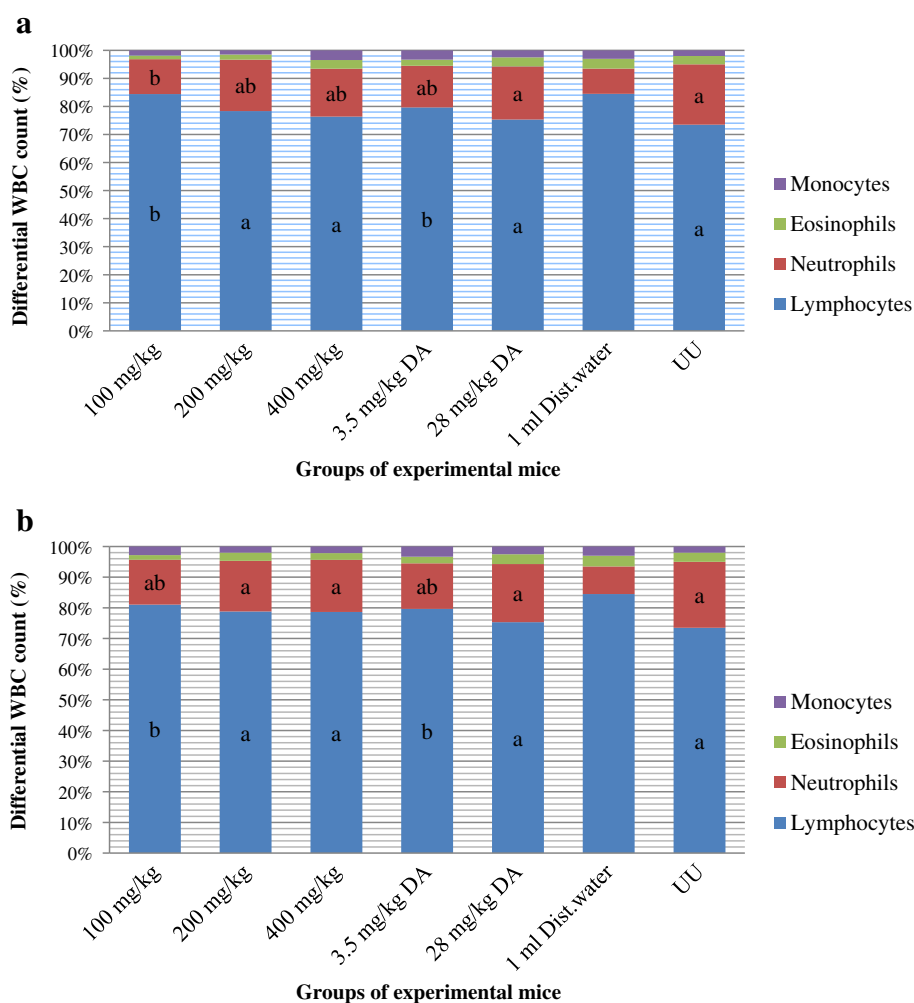 a
Differential WBC count (%)
100%
90%
80%
70%
60%
50%
40%
30%
20%
10%
0%
b ab ab ab a a
b a a b a a
100 mg/kg
200 mg/kg
400 mg/kg
3.5 mg/kg DA
28 mg/kg DA
1 ml Dist.water
UU
Groups of experimental mice
Monocytes
Eosinophils
Neutrophils
Lymphocytes
b
Differential WBC count (%)
100%
90%
80%
70%
60%
50%
40%
30%
20%
10%
0%
ab a a ab a a
b a a b a a
100 mg/kg
200 mg/kg
400 mg/kg
3.5 mg/kg DA
28 mg/kg DA
1 ml Dist.water
UU
Groups of experimental mice
Monocytes
Eosinophils
Neutrophils
Lymphocytes